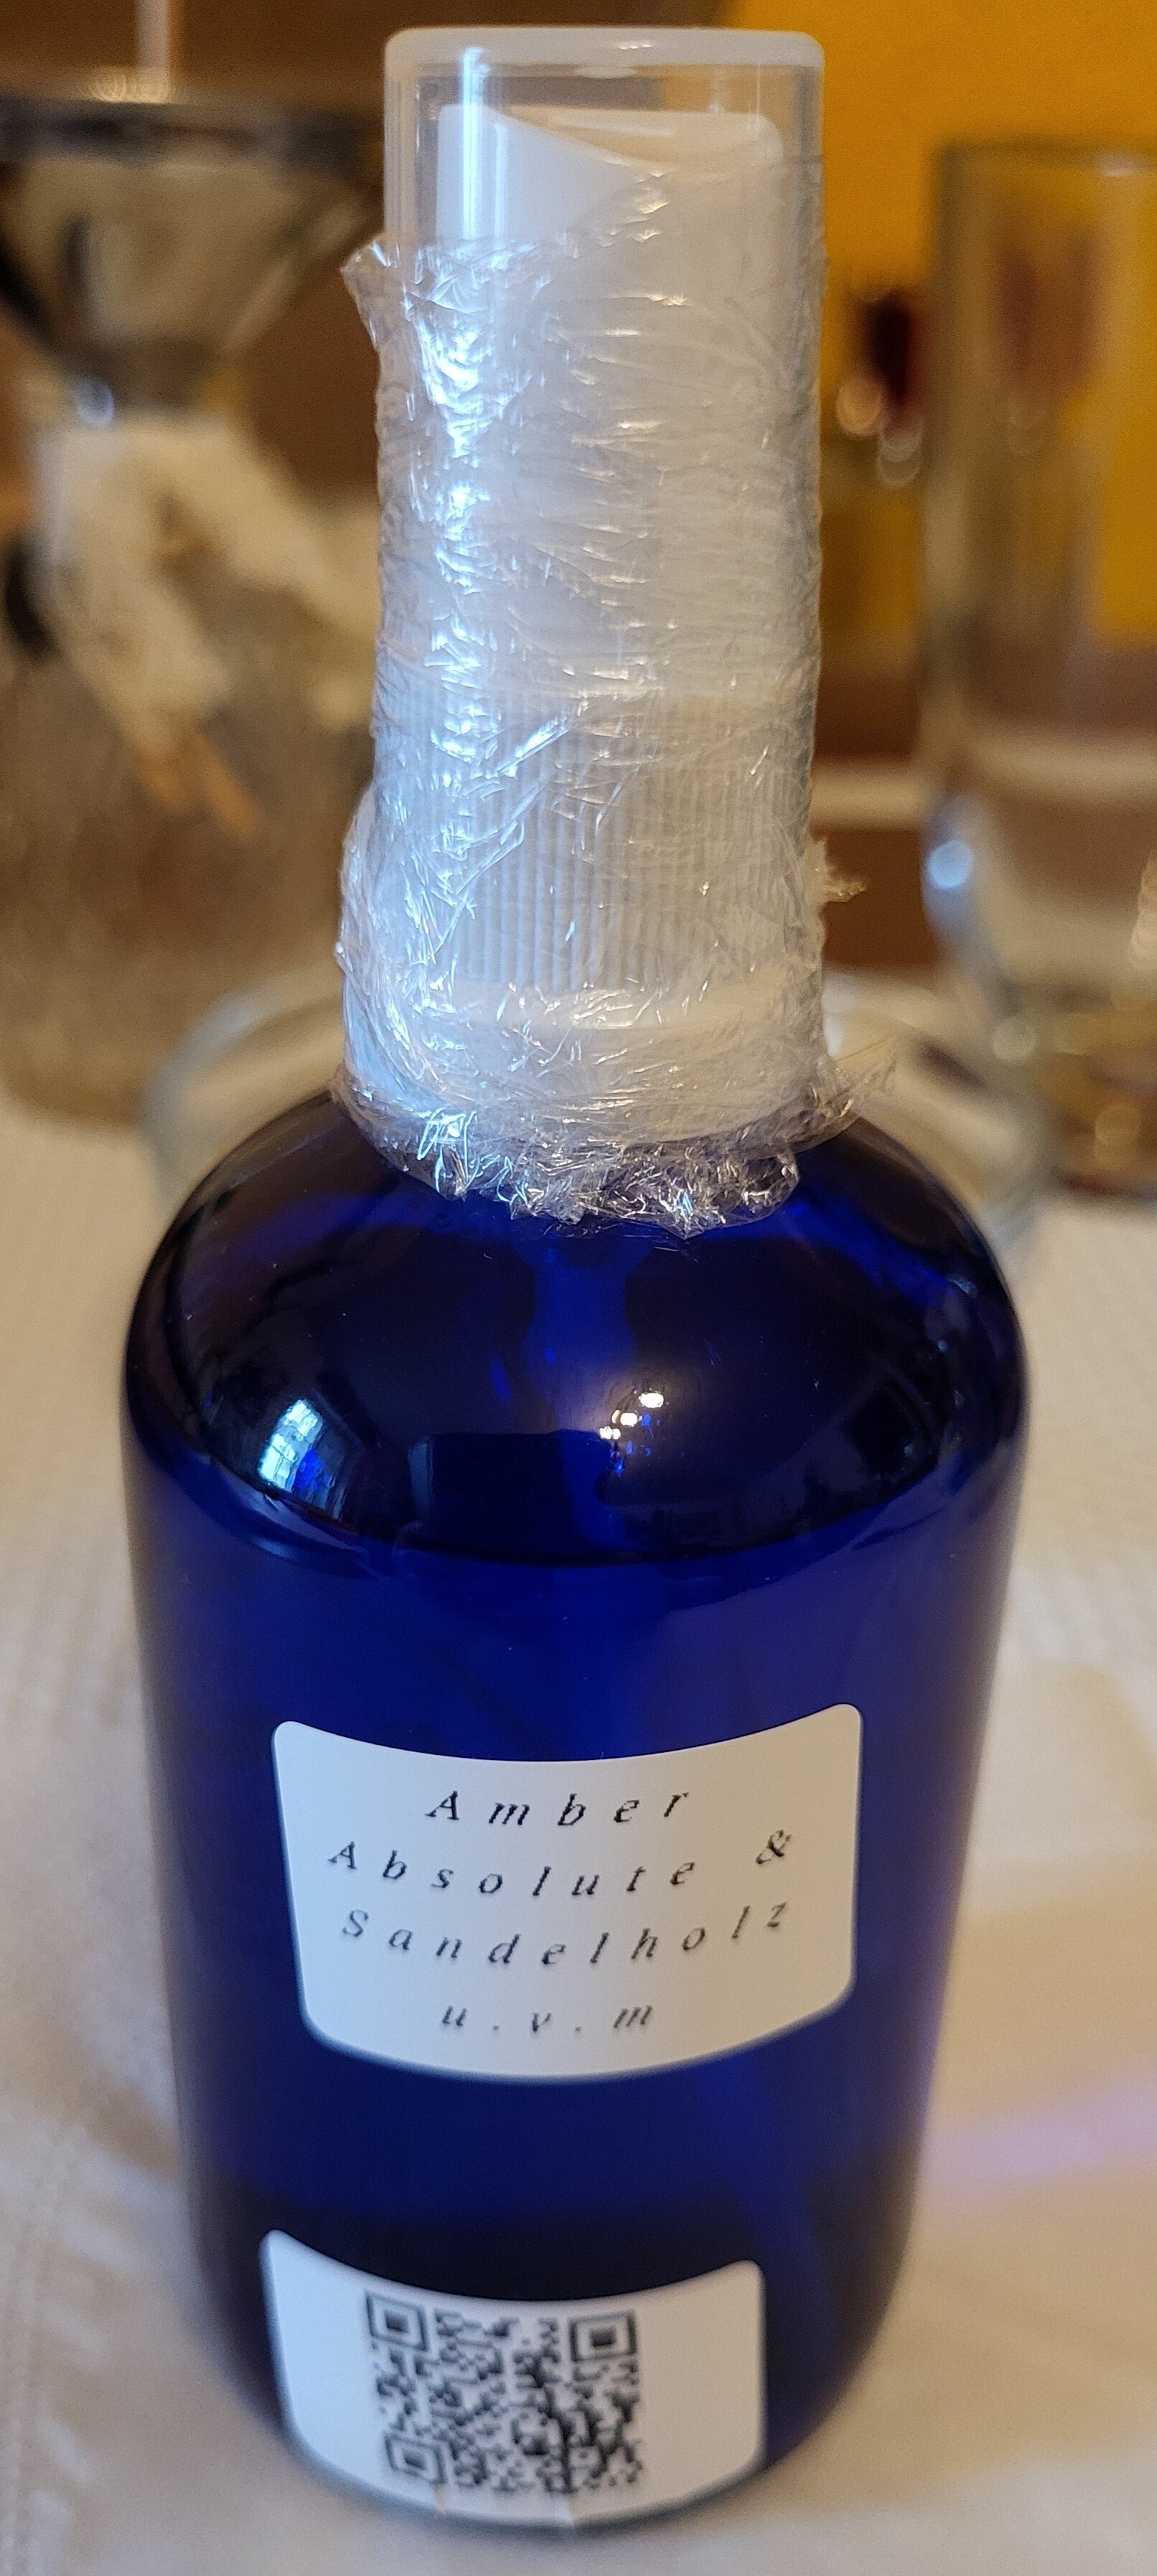 Amber
Absolute &
Sandelholz
u.v.m